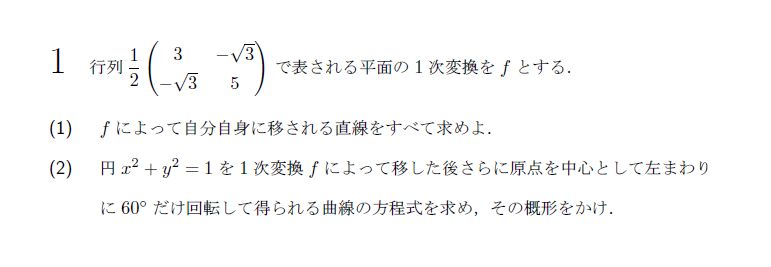 1 行列 $\frac{1}{2}\begin{pmatrix} 3 & -\sqrt{3} \\ -\sqrt{3} & 5 \end{pmatrix}$ で表される平面の 1 次変換を $f$ とする．
(1) $f$ によって自分自身に移される直線をすべて求めよ．
(2) 円 $x^2 + y^2 = 1$ を 1 次変換 $f$ によって移した後さらに原点を中心として左まわり
に $60^\circ$ だけ回転して得られる曲線の方程式を求め，その概形をかけ．